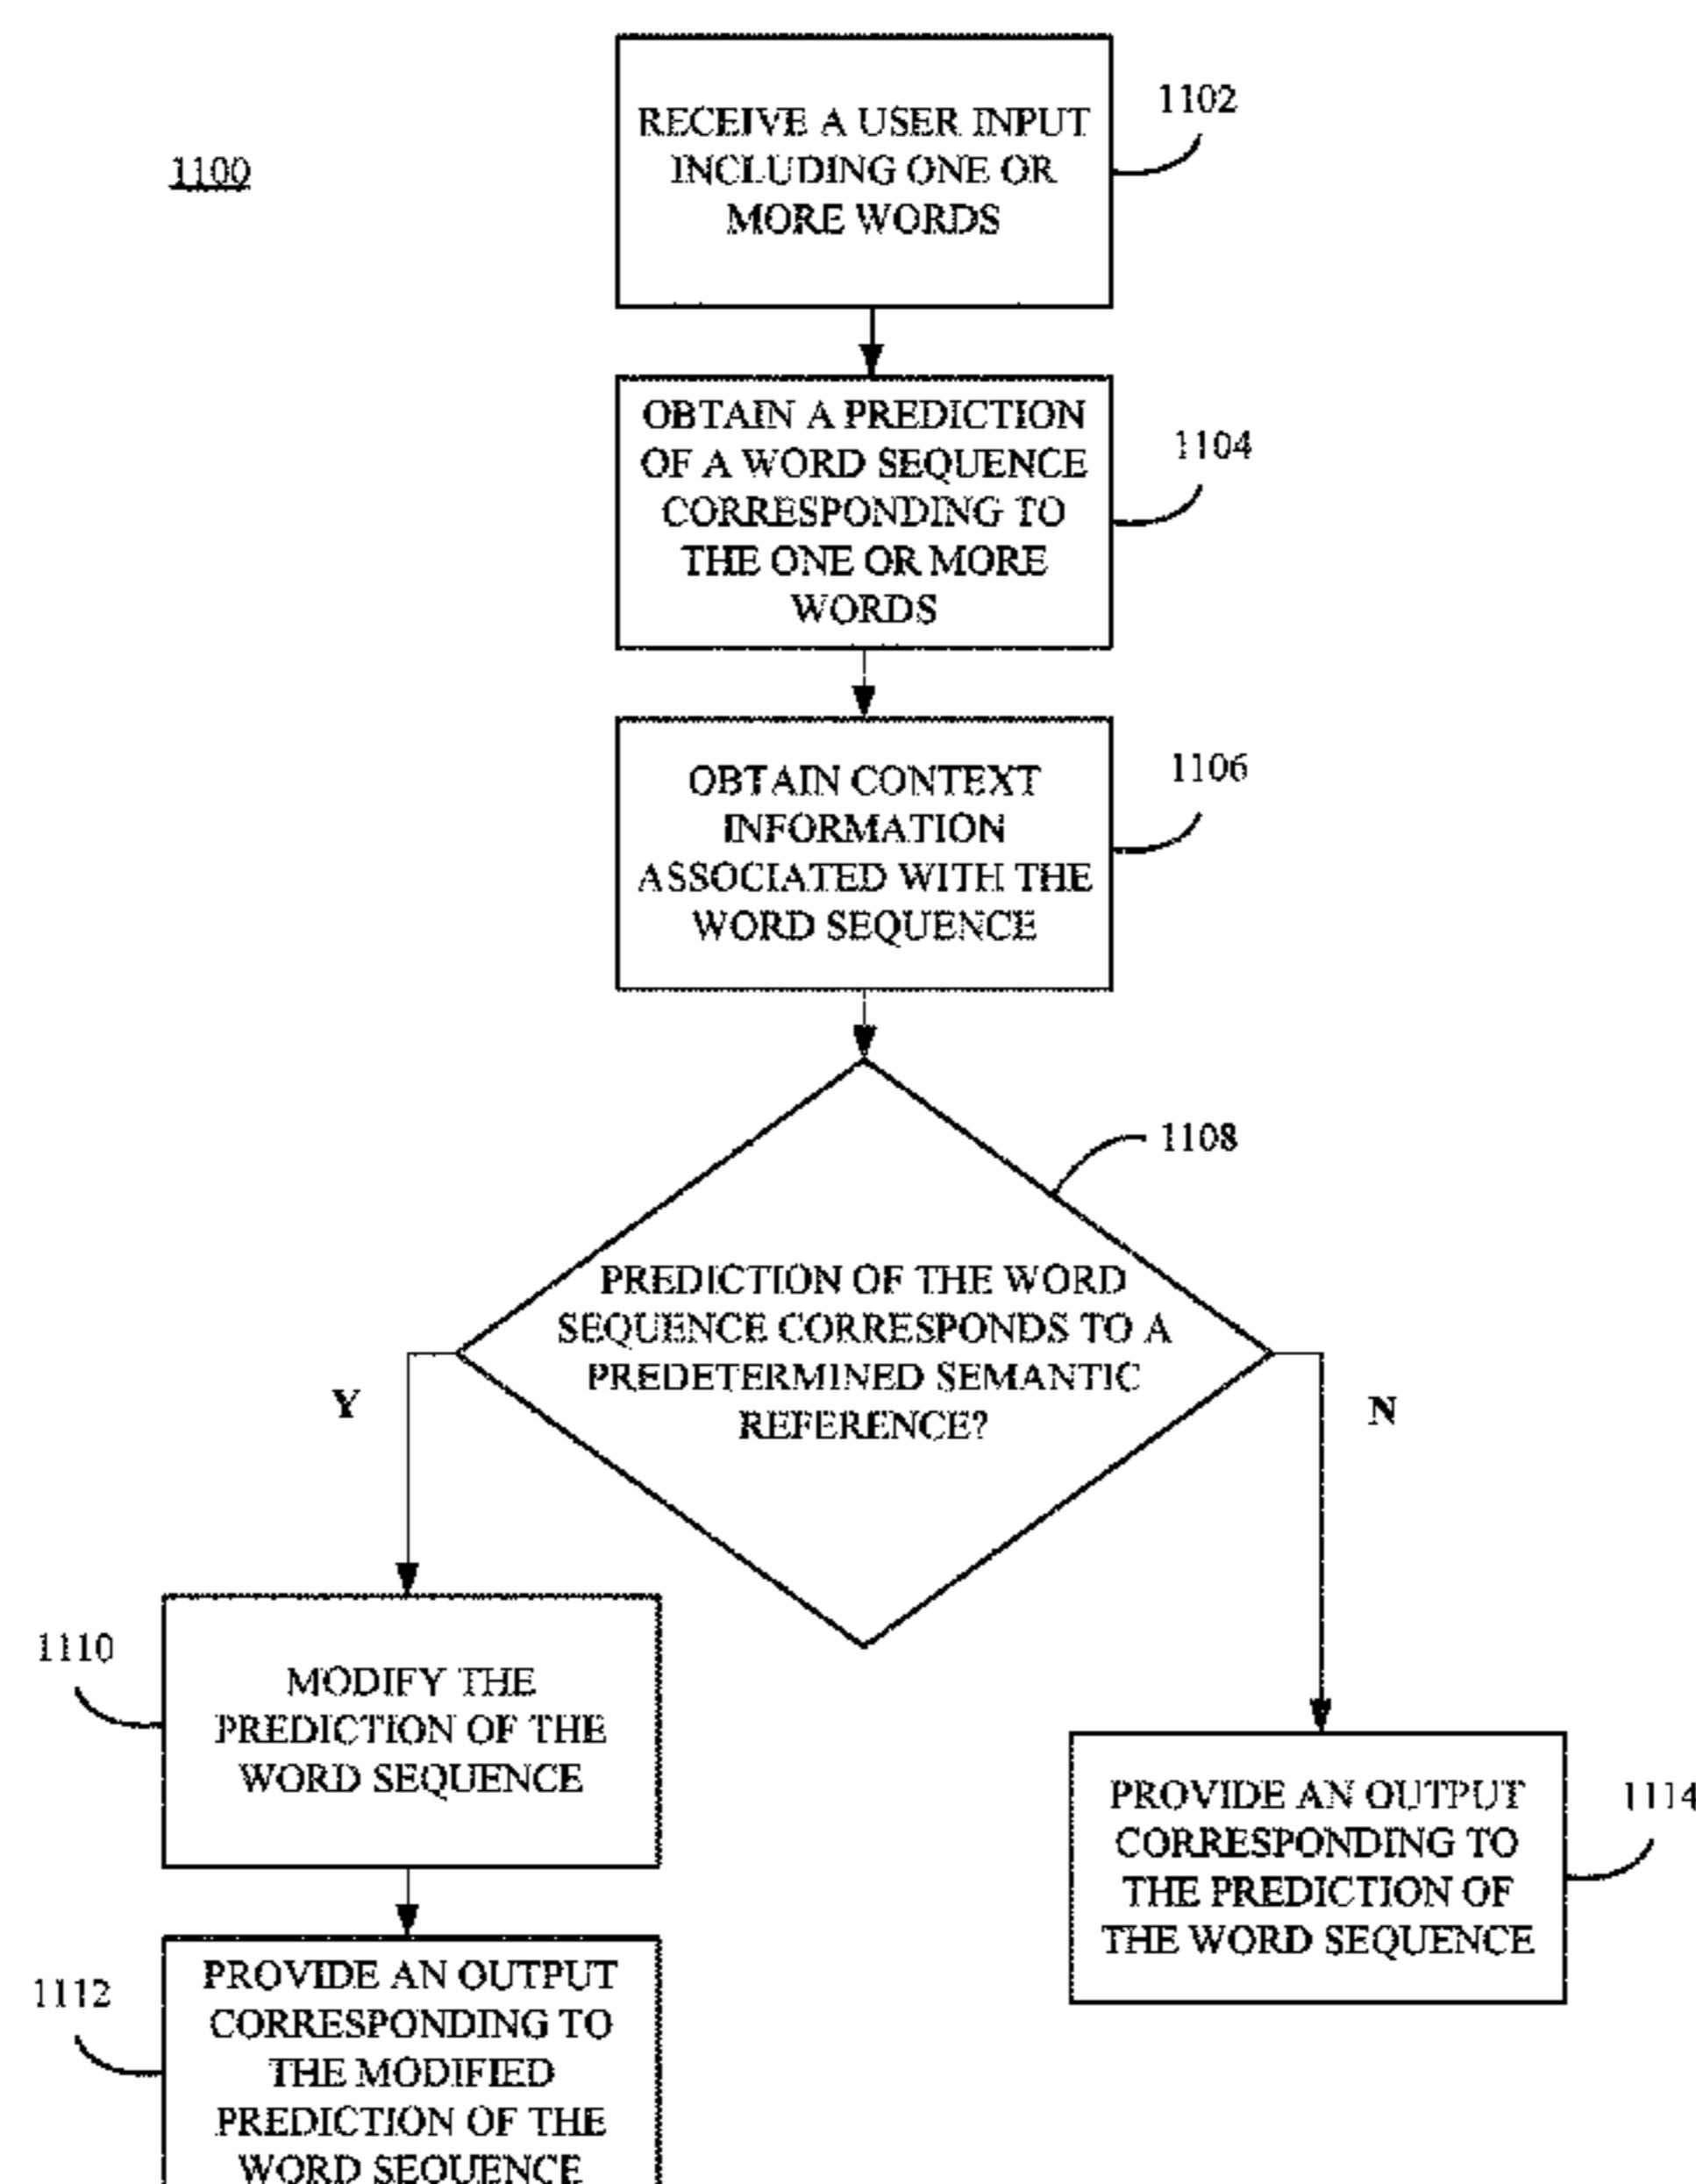 1100
RECEIVE A USER INPUT
INCLUDING ONE OR
MORE WORDS
1102
OBTAIN A PREDICTION
OF A WORD SEQUENCE
CORRESPONDING TO
THE ONE OR MORE
WORDS
1104
OBTAIN CONTEXT
INFORMATION
ASSOCIATED WITH THE
WORD SEQUENCE
1106
1108
PREDICTION OF THE WORD
SEQUENCE CORRESPONDS TO A
PREDETERMINED SEMANTIC
REFERENCE?
Y
N
1110
MODIFY THE
PREDICTION OF THE
WORD SEQUENCE
PROVIDE AN OUTPUT
CORRESPONDING TO
THE PREDICTION OF
THE WORD SEQUENCE
1114
1112
PROVIDE AN OUTPUT
CORRESPONDING TO
THE MODIFIED
PREDICTION OF THE
WORD SEQUENCE